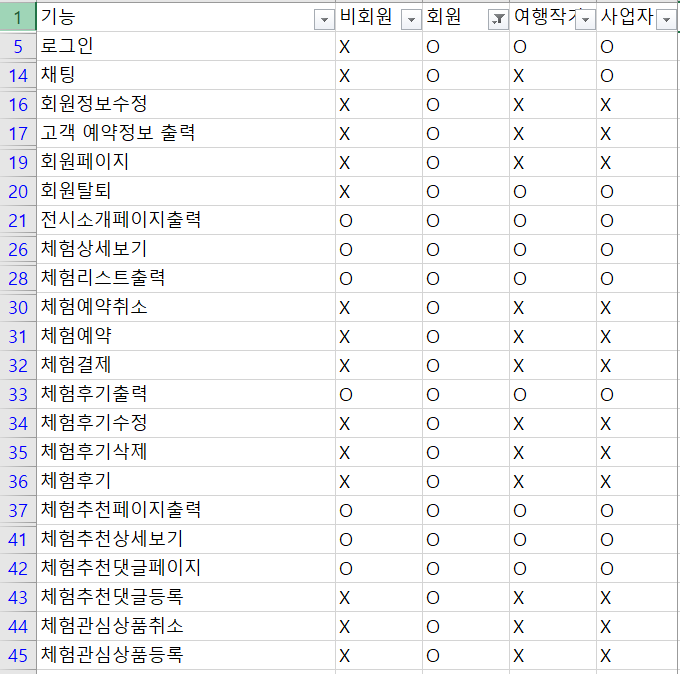 1 기능 비회원 회원 여행작가 사업자
5 로그인 X O O O
14 채팅 X O X O
16 회원정보수정 X O X X
17 고객 예약정보 출력 X O X X
19 회원페이지 X O X X
20 회원탈퇴 X O O O
21 전시소개페이지출력 O O O O
26 체험상세보기 O O O O
28 체험리스트출력 O O O O
30 체험예약취소 X O X X
31 체험예약 X O X X
32 체험결제 X O X X
33 체험후기출력 O O O O
34 체험후기수정 X O X X
35 체험후기삭제 X O X X
36 체험후기 X O X X
37 체험추천페이지출력 O O O O
41 체험추천상세보기 O O O O
42 체험추천댓글페이지 O O O O
43 체험추천댓글등록 X O X X
44 체험관심상품취소 X O X X
45 체험관심상품등록 X O X X